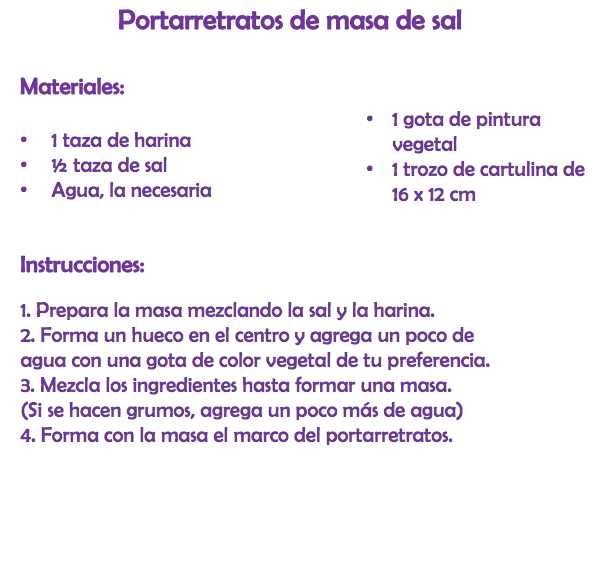 Portarretratos de masa de sal
Materiales:
• 1 taza de harina
• ½ taza de sal
• Agua, la necesaria
• 1 gota de pintura
vegetal
• 1 trozo de cartulina de
16 x 12 cm
Instrucciones:
1. Prepara la masa mezclando la sal y la harina.
2. Forma un hueco en el centro y agrega un poco de
agua con una gota de color vegetal de tu preferencia.
3. Mezcla los ingredientes hasta formar una masa.
(Si se hacen grumos, agrega un poco más de agua)
4. Forma con la masa el marco del portarretratos.